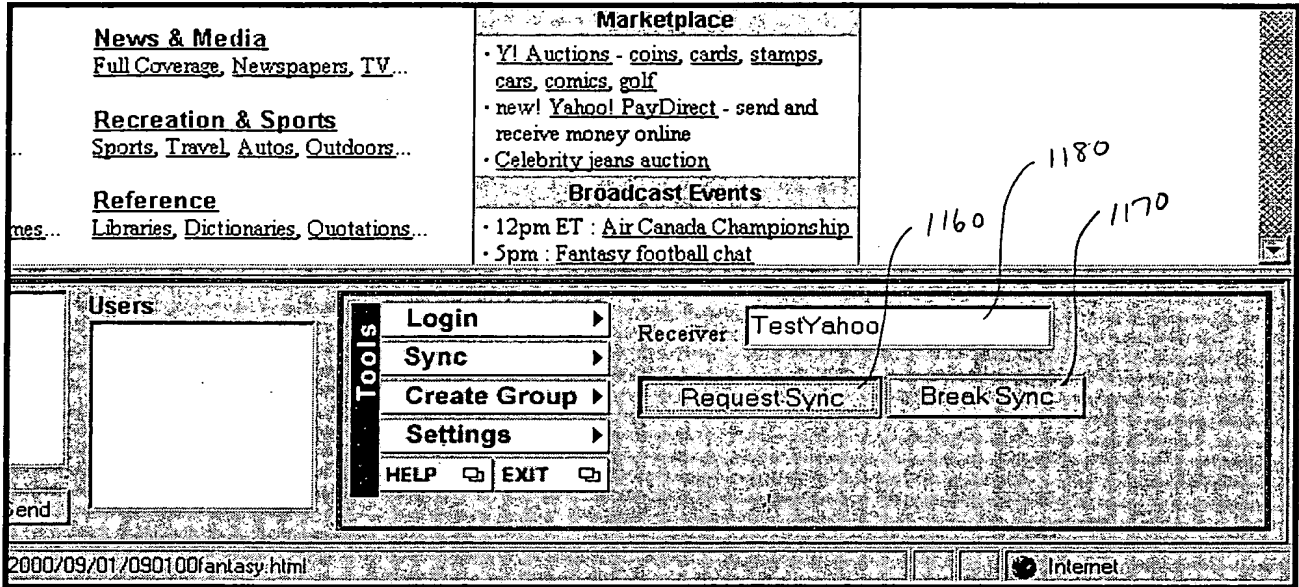 News & Media
Full Coverage, Newspapers, TV...
Recreation & Sports
Sports, Travel, Autos, Outdoors...
..
Reference
Libraries, Dictionaries, Quotations...
mes...
Marketplace
· Y! Auctions - coins, cards, stamps,
cars, comics, golf
· new! Yahoo! PayDirect - send and
receive money online
· Celebrity jeans auction
Broadcast Events
· 12pm ET : Air Canada Championship
· 5pm : Fantasy football chat
1180
1160
1170
Users
Send
Tools
Login
Sync
Create Group
Settings
HELP EXIT
Receiver : TestYahoo
Request Sync Break Sync
2000/09/01/090100fantasy.html
Internet